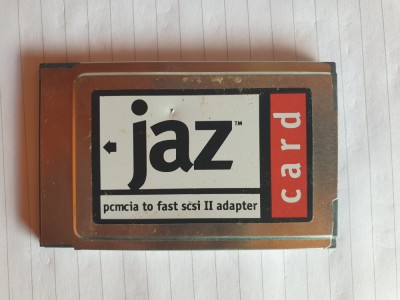 jaz™
pcmcia to fast scsi II adapter
card